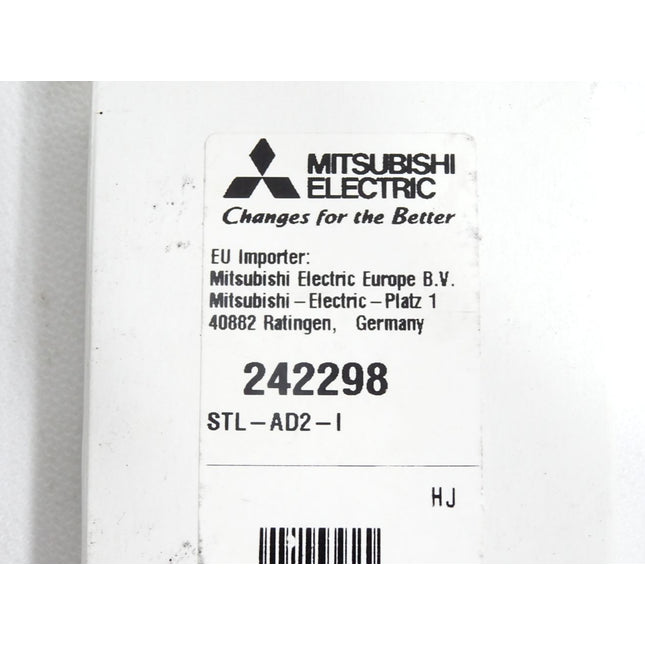 MITSUBISHI
ELECTRIC
Changes for the Better
EU Importer:
Mitsubishi Electric Europe B.V.
Mitsubishi-Electric-Platz 1
40882 Ratingen, Germany
242298
STL-AD2-I
HJ